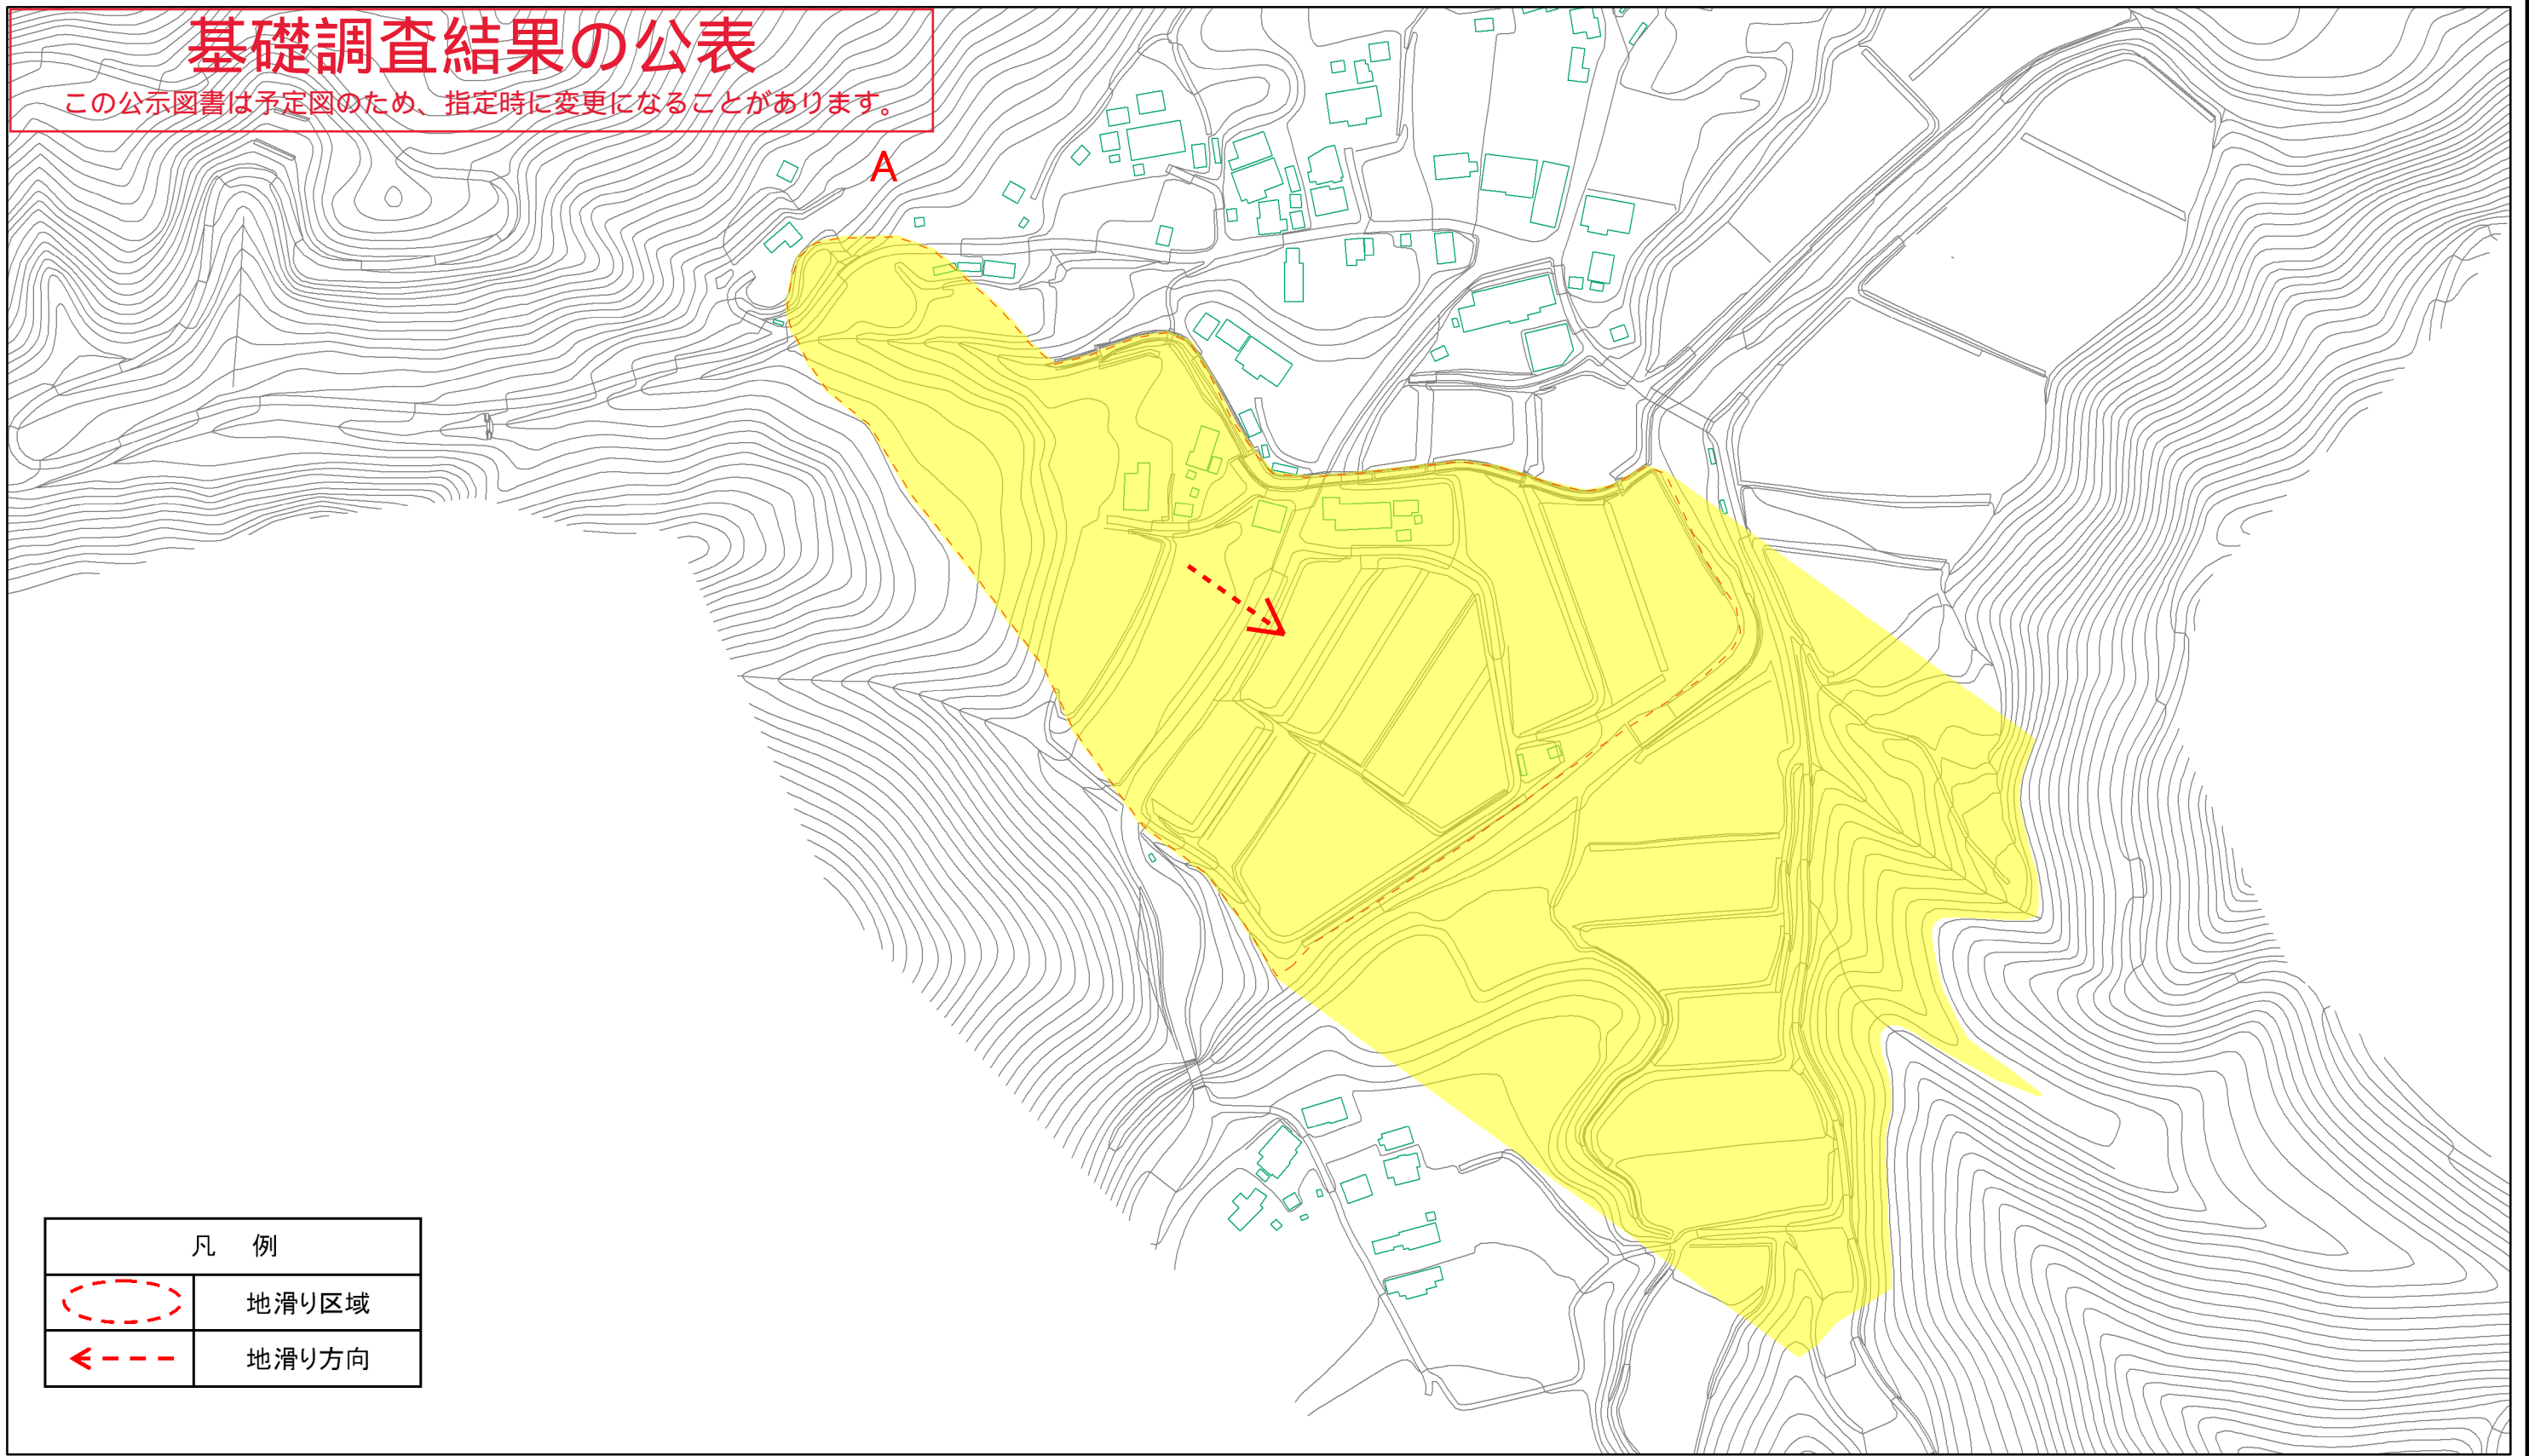 基礎調査結果の公表
この公示図書は予定図のため、指定時に変更になることがあります。
A
凡 例
地滑り区域
地滑り方向